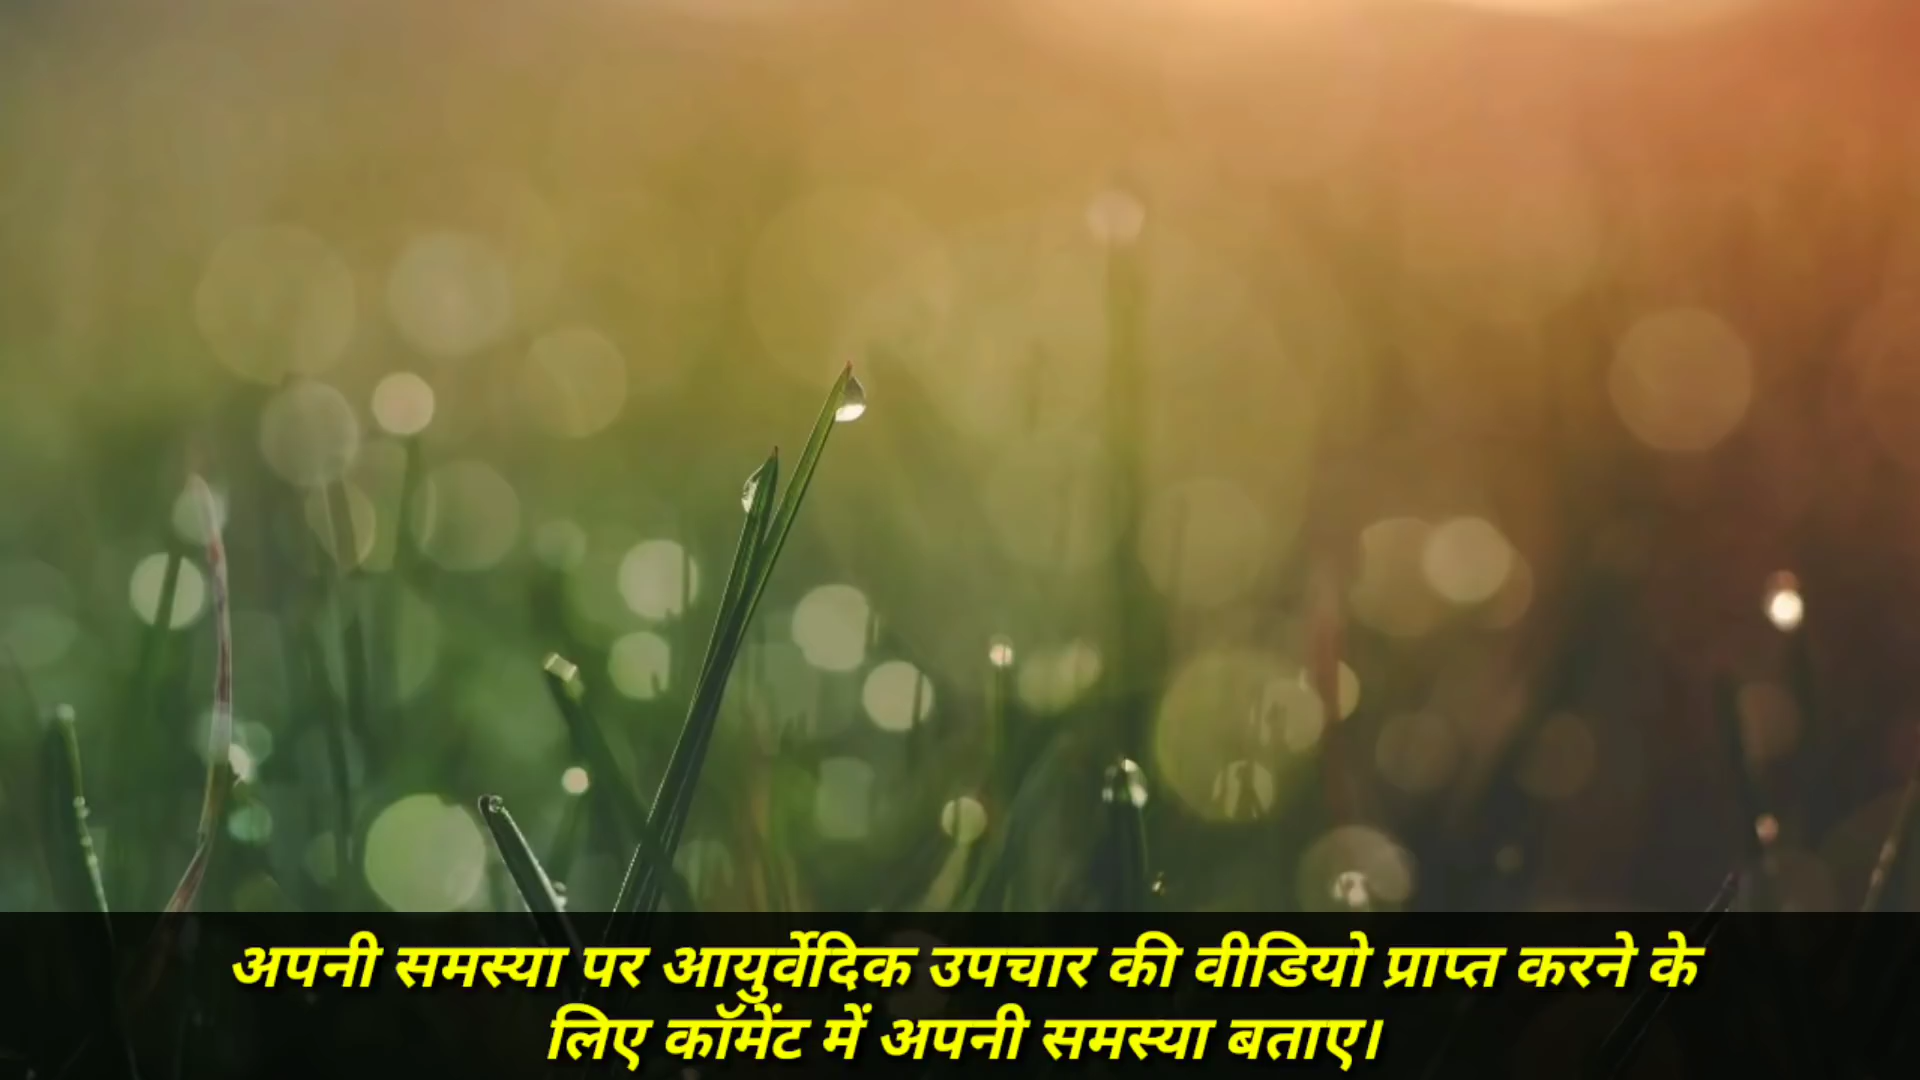 अपनी समस्या पर आयुर्वेदिक उपचार की वीडियो प्राप्त करने के
लिए कॉमेंट में अपनी समस्या बताए।